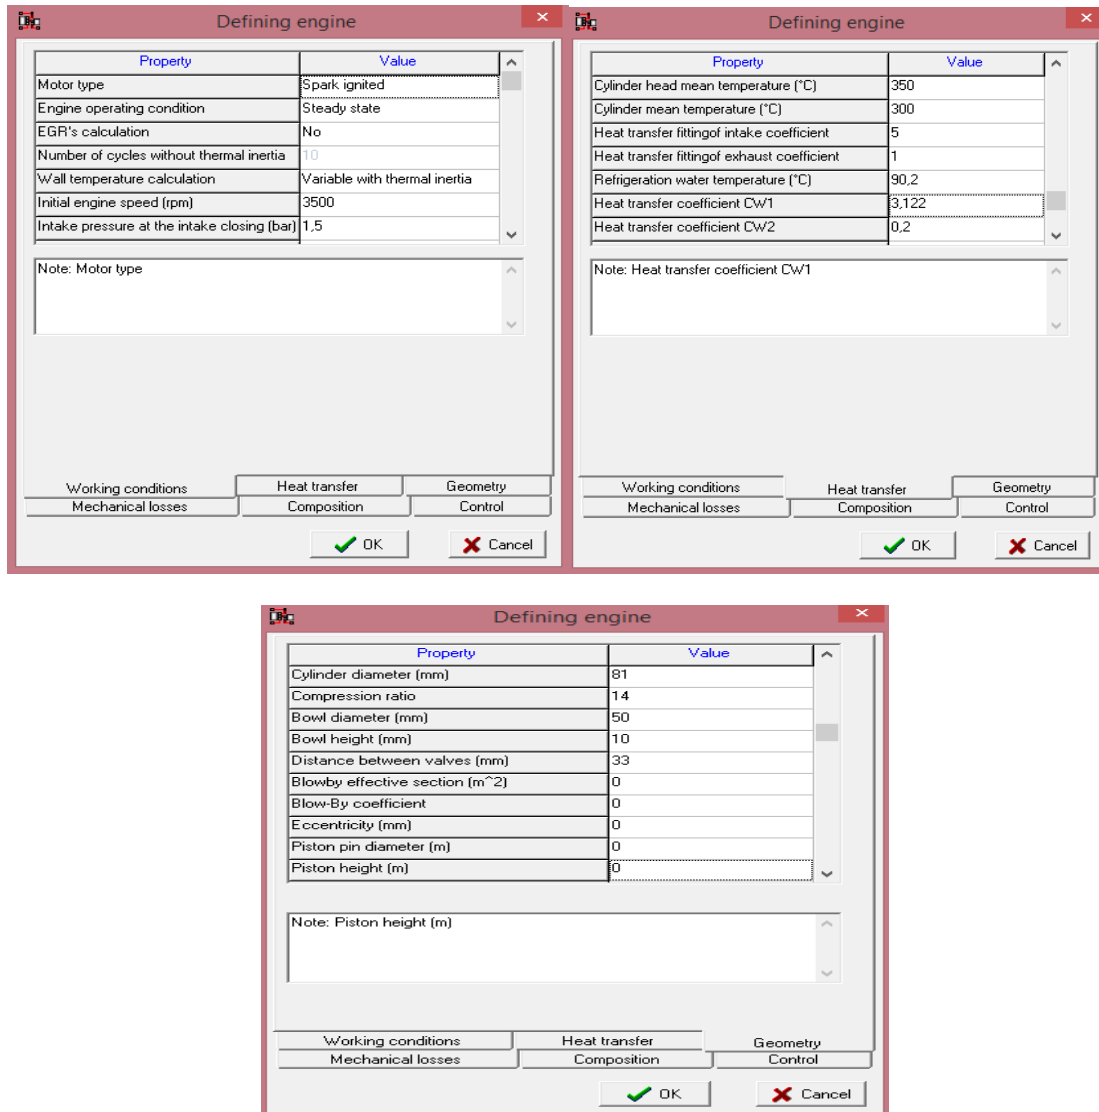 Defining engine
Property Value
Motor type Spark ignited
Engine operating condition Steady state
EGR's calculation No
Number of cycles without thermal inertia 10
Wall temperature calculation Variable with thermal inertia
Initial engine speed (rpm) 3500
Intake pressure at the intake closing (bar) 1,5
Note: Motor type
Working conditions Heat transfer Geometry
Mechanical losses Composition Control
OK Cancel
Defining engine
Property Value
Cylinder head mean temperature (°C) 350
Cylinder mean temperature (°C) 300
Heat transfer fittingof intake coefficient 5
Heat transfer fittingof exhaust coefficient 1
Refrigeration water temperature (°C) 90,2
Heat transfer coefficient CW1 3,122
Heat transfer coefficient CW2 0,2
Note: Heat transfer coefficient CW1
Working conditions Heat transfer Geometry
Mechanical losses Composition Control
OK Cancel
Defining engine
Property Value
Cylinder diameter (mm) 81
Compression ratio 14
Bowl diameter (mm) 50
Bowl height (mm) 10
Distance between valves (mm) 33
Blowby effective section (m^2) 0
Blow-By coefficient 0
Eccentricity (mm) 0
Piston pin diameter (m) 0
Piston height (m) 0
Note: Piston height (m)
Working conditions Heat transfer Geometry
Mechanical losses Composition Control
OK Cancel